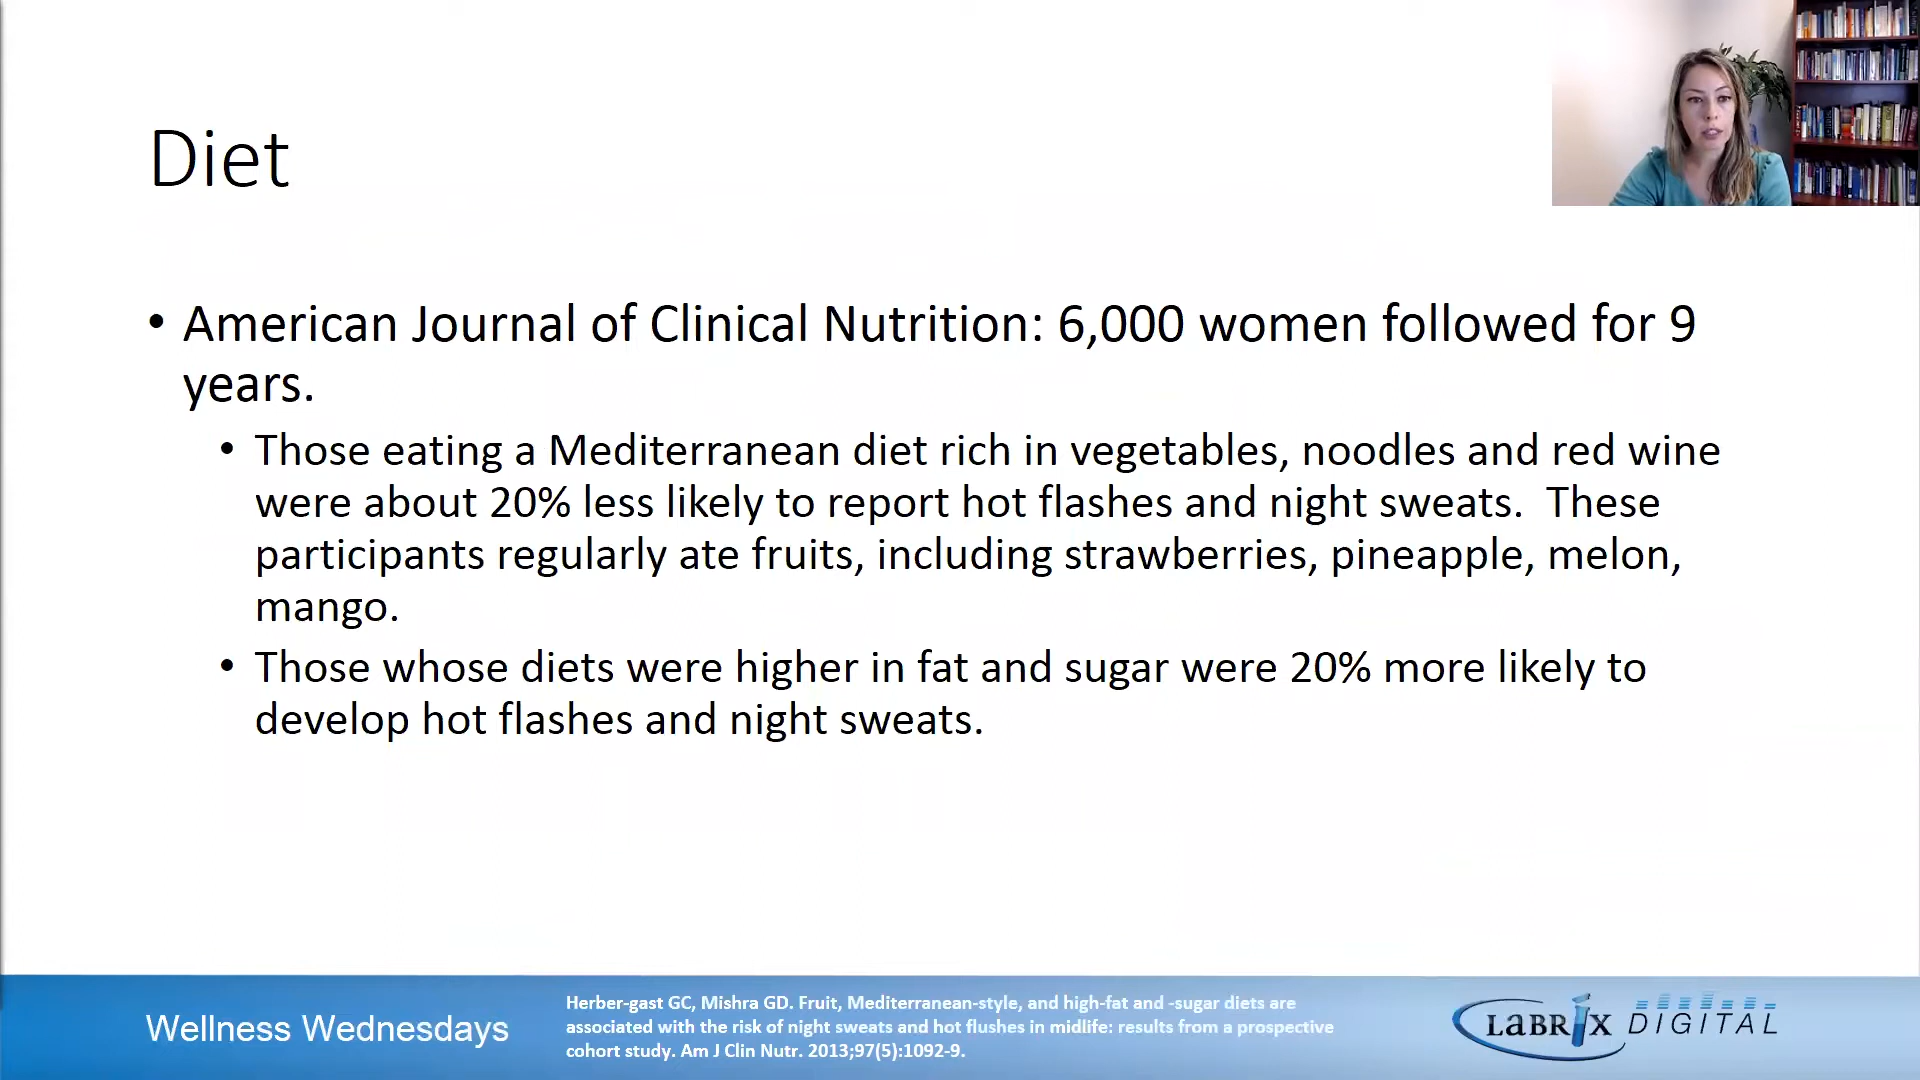 Diet
• American Journal of Clinical Nutrition: 6,000 women followed for 9
years.
• Those eating a Mediterranean diet rich in vegetables, noodles and red wine
were about 20% less likely to report hot flashes and night sweats.  These
participants regularly ate fruits, including strawberries, pineapple, melon,
mango.
• Those whose diets were higher in fat and sugar were 20% more likely to
develop hot flashes and night sweats.
Wellness Wednesdays
Herber-gast GC, Mishra GD. Fruit, Mediterranean-style, and high-fat and -sugar diets are
associated with the risk of night sweats and hot flushes in midlife: results from a prospective
cohort study. Am J Clin Nutr. 2013;97(5):1092-9.
LABRIX DIGITAL